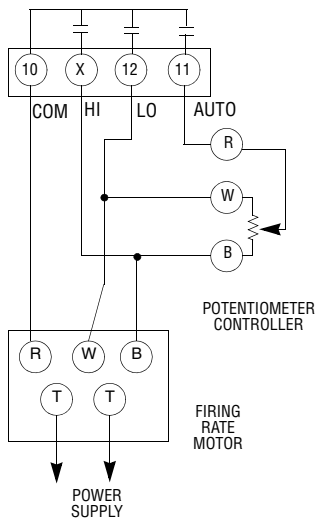 10 X 12 11
COM HI LO AUTO
R
W
B
POTENTIOMETER
CONTROLLER
R W B
T T
FIRING
RATE
MOTOR
POWER
SUPPLY